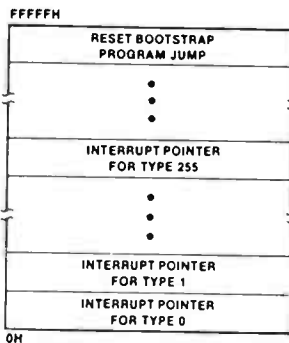 FFFFFH
RESET BOOTSTRAP
PROGRAM JUMP
INTERRUPT POINTER
FOR TYPE 255
INTERRUPT POINTER
FOR TYPE 1
INTERRUPT POINTER
FOR TYPE 0
0H